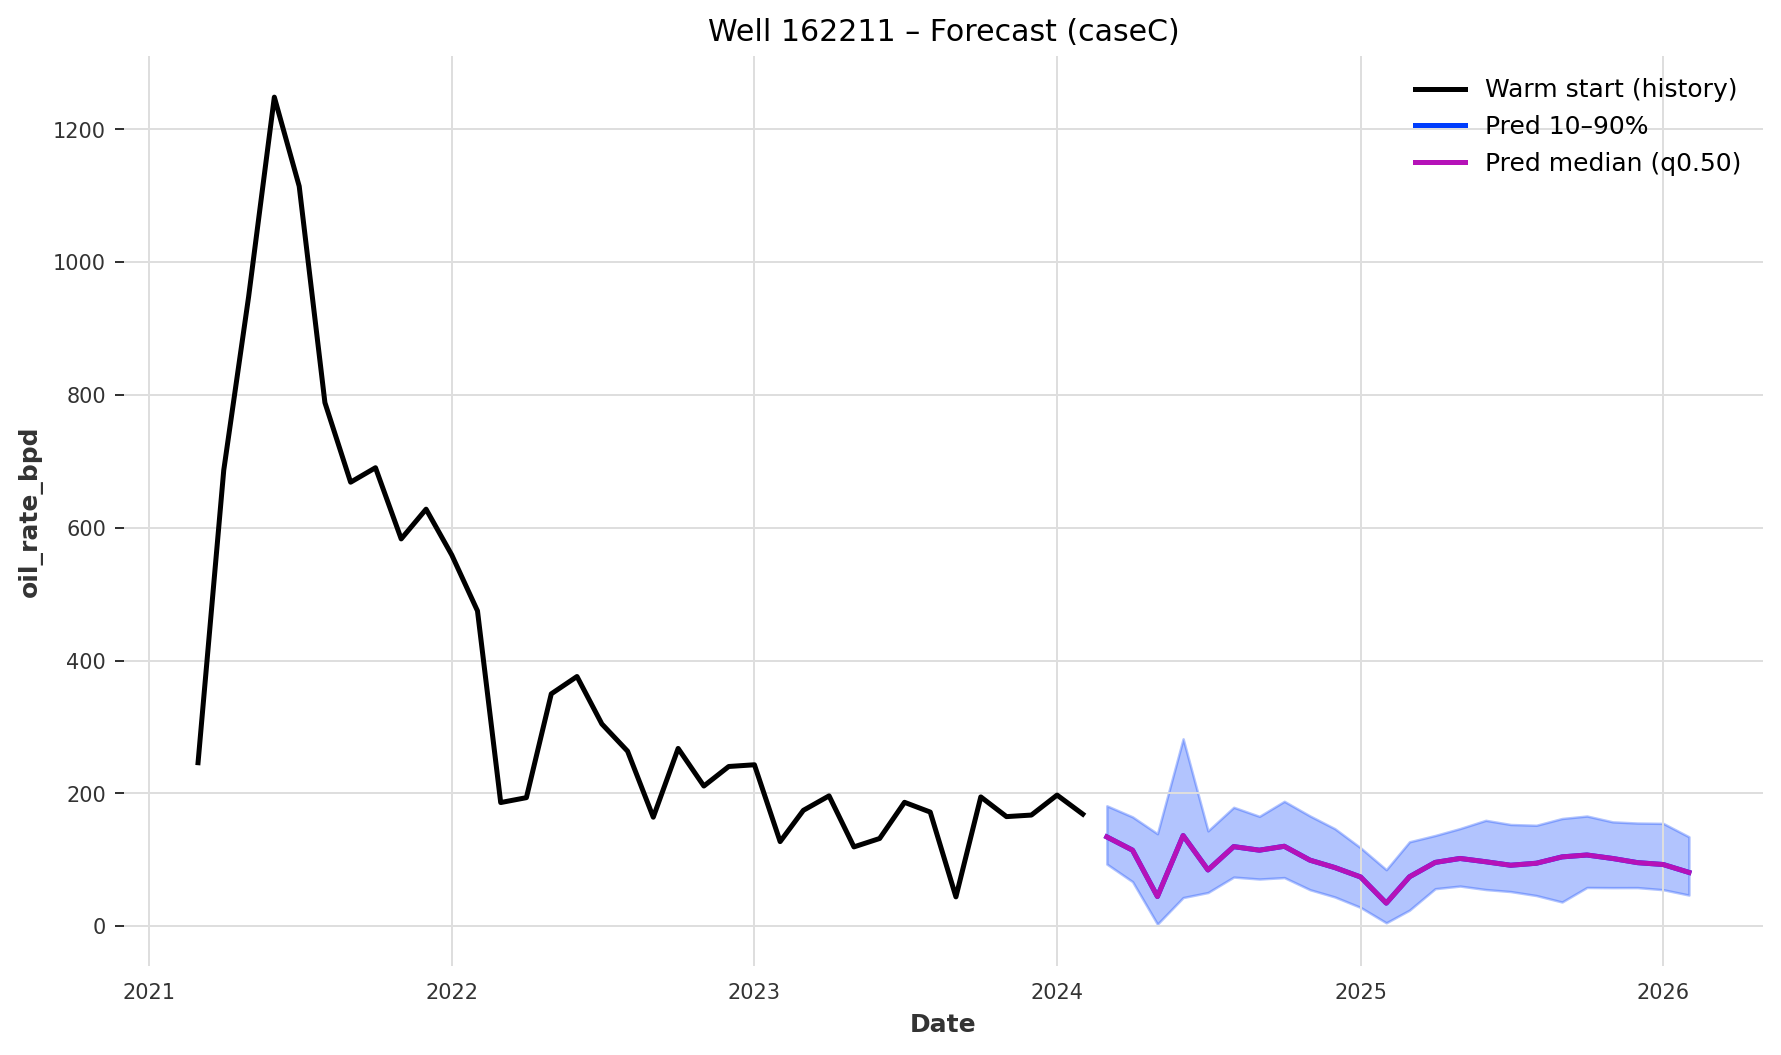 Well 162211 – Forecast (caseC)
Warm start (history)
Pred 10–90%
Pred median (q0.50)
oil_rate_bpd
1200
1000
800
600
400
200
0
2021 2022 2023 2024 2025 2026
Date